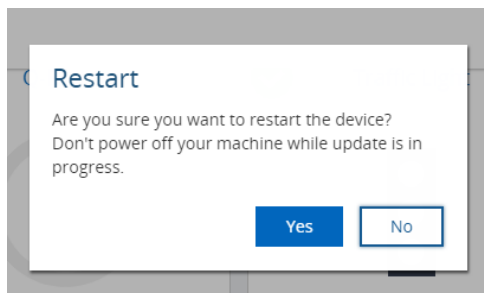 Restart
Are you sure you want to restart the device?
Don't power off your machine while update is in
progress.
Yes
No